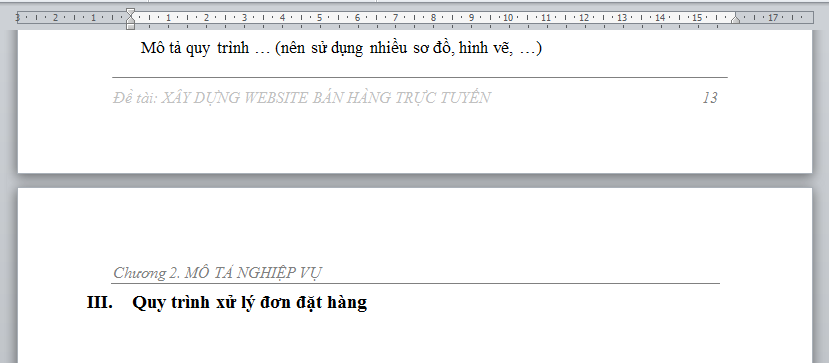 3 2 1 1 2 3 4 5 6 7 8 9 10 11 12 13 14 15 17
Mô tả quy trình … (nên sử dụng nhiều sơ đồ, hình vẽ, …)
Đề tài: XÂY DỰNG WEBSITE BÁN HÀNG TRỰC TUYẾN 13
Chương 2. MÔ TẢ NGHIỆP VỤ
III. Quy trình xử lý đơn đặt hàng